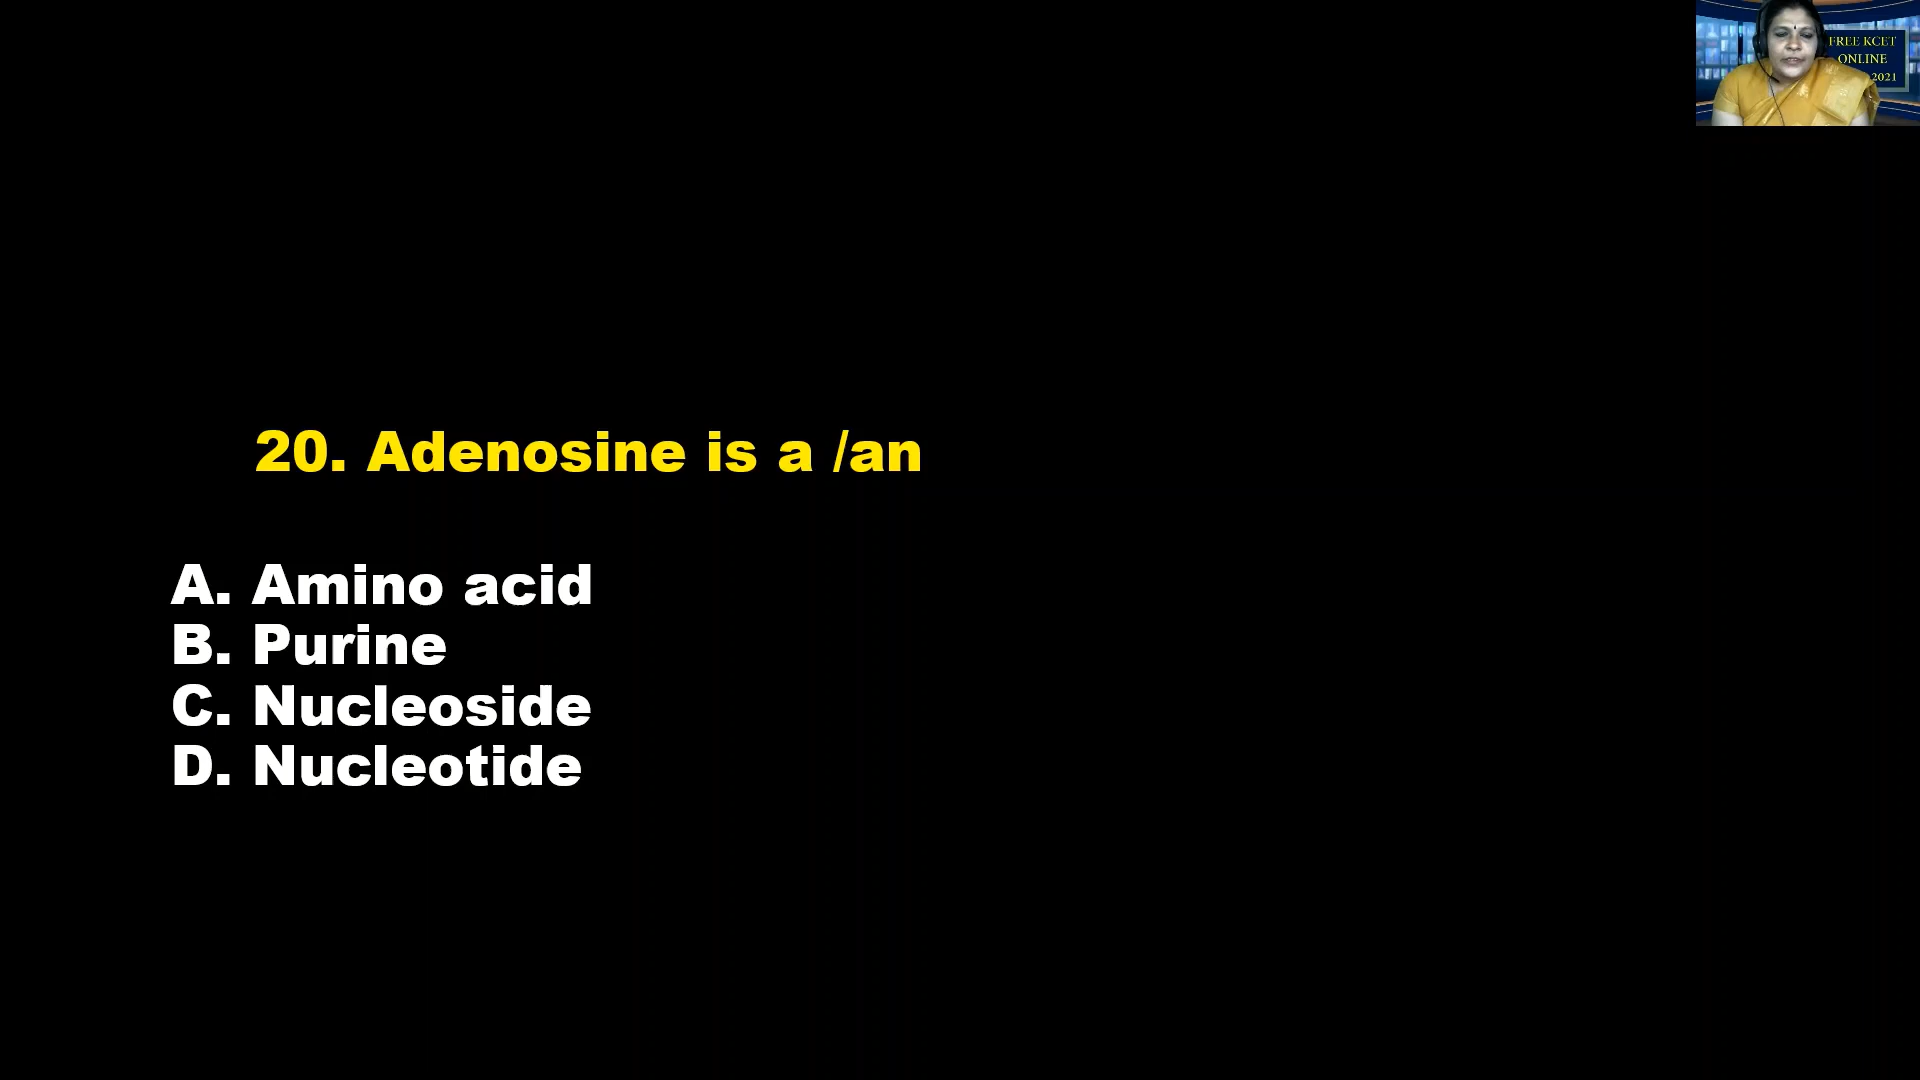 FREE KCET
ONLINE
2021
20. Adenosine is a /an
A. Amino acid
B. Purine
C. Nucleoside
D. Nucleotide